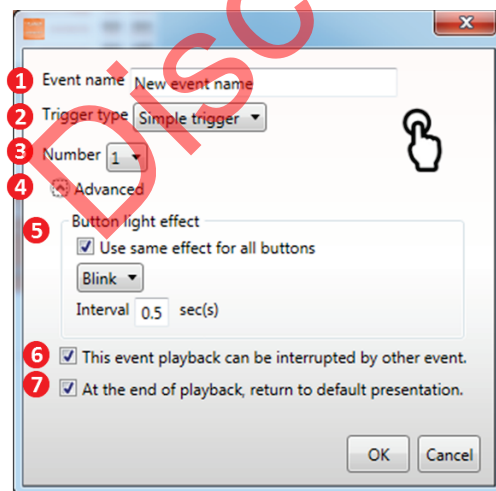 Disc
x
1 Event name New event name
2 Trigger type Simple trigger
3 Number 1
4 Advanced
5 Button light effect
Use same effect for all buttons
Blink
Interval 0.5 sec(s)
6 This event playback can be interrupted by other event.
7 At the end of playback, return to default presentation.
OK Cancel